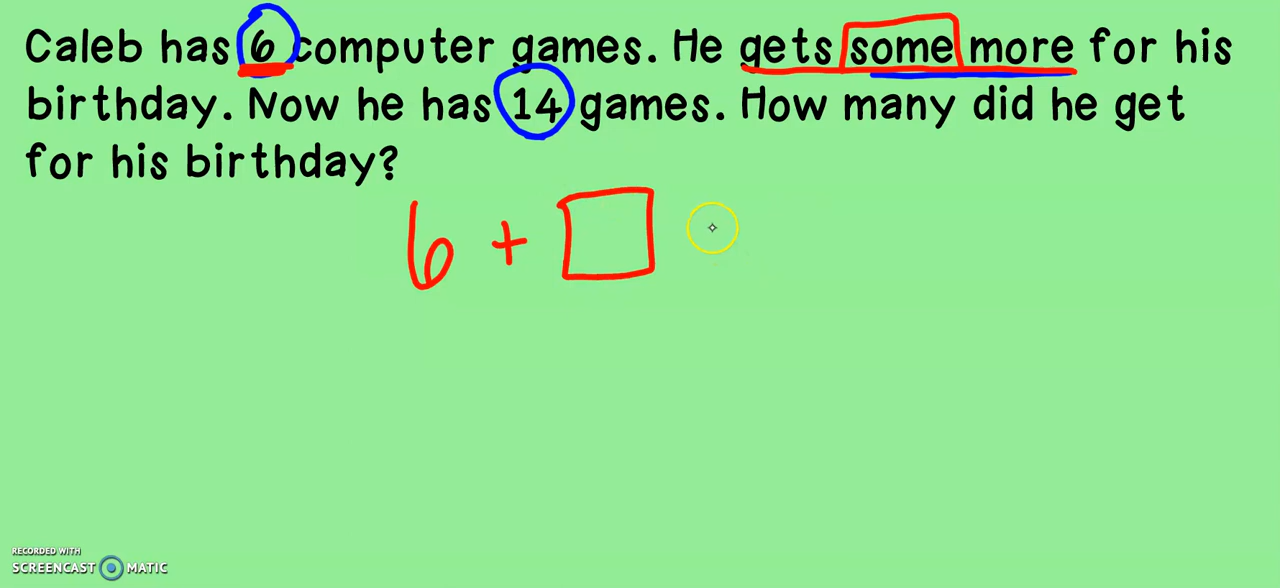 Caleb has 6 computer games. He gets some more for his
birthday. Now he has 14 games. How many did he get
for his birthday?
6 +
RECORDED WITH
SCREENCAST MATIC